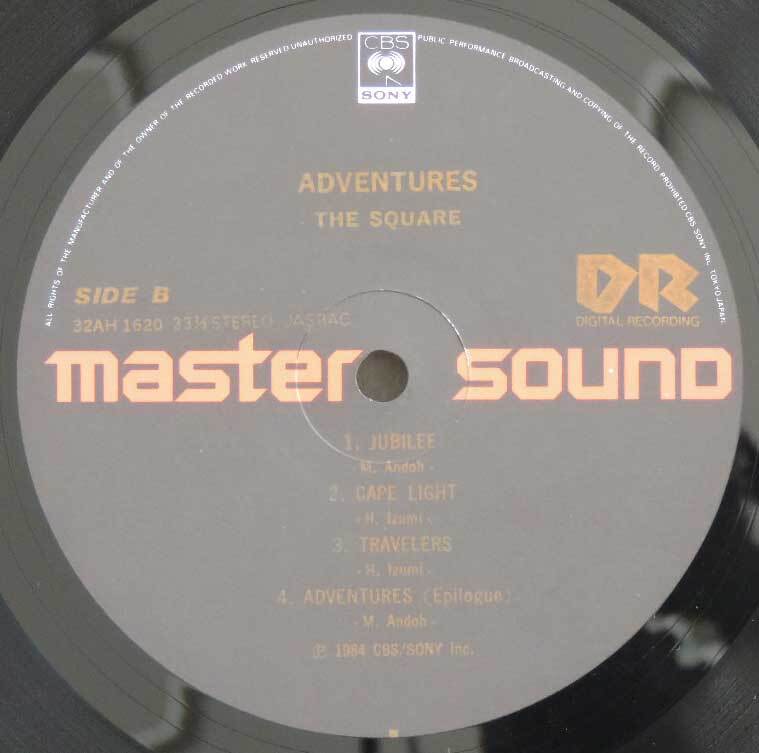 ALL RIGHTS OF THE MANUFACTURER AND OF THE OWNER OF THE RECORDED WORK RESERVED UNAUTHORIZED PUBLIC PERFORMANCE BROADCASTING AND COPYING OF THE RECORD PROHIBITED CBS SONY INC. TOKYO JAPAN
CBS
SONY
ADVENTURES
THE SQUARE
SIDE B
DR
DIGITAL RECORDING
32AH 1620 33⅓ STEREO JASRAC
master sound
1. JUBILEE
- M. Andoh -
2. CAPE LIGHT
- H. Izumi -
3. TRAVELERS
- H. Izumi -
4. ADVENTURES (Epilogue)
- M. Andoh -
Ⓟ 1984 CBS/SONY Inc.